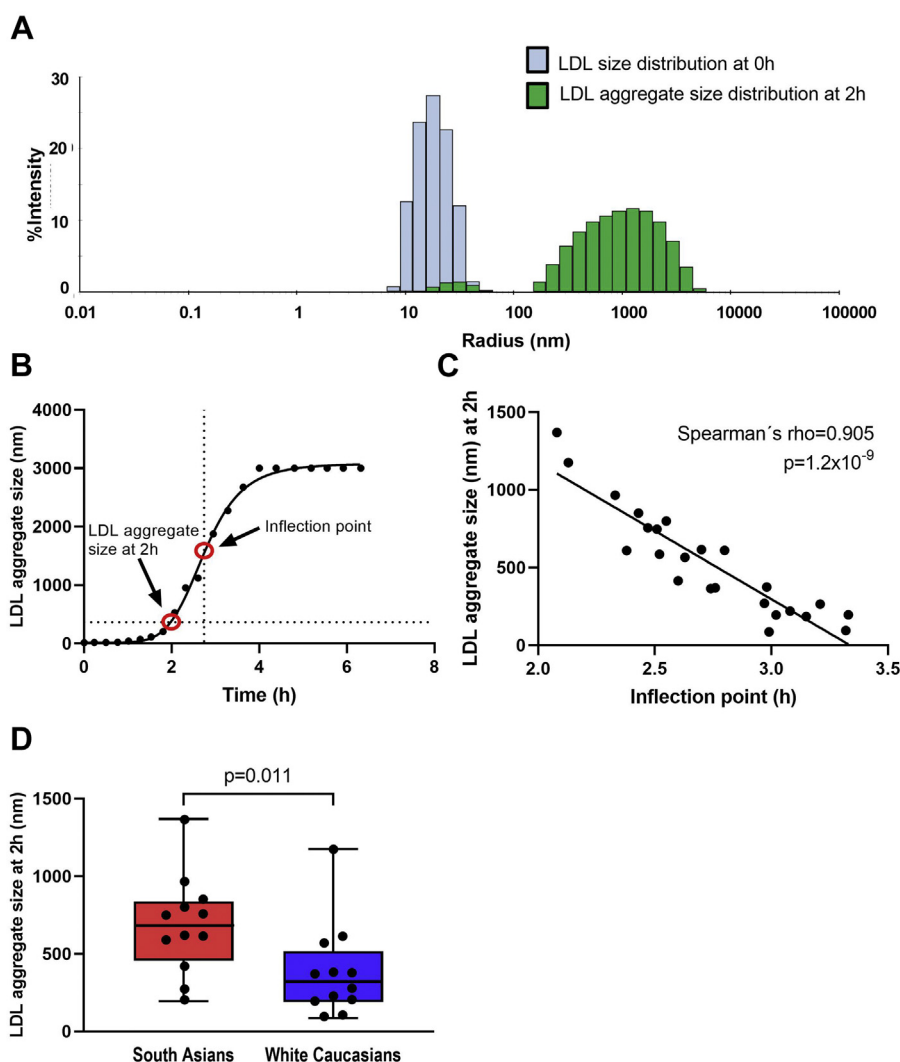 A
LDL size distribution at 0h
LDL aggregate size distribution at 2h
%Intensity
30
20
10
0
0.01 0.1 1 10 100 1000 10000 100000
Radius (nm)
B
LDL aggregate size (nm)
4000
3000
2000
1000
0
LDL aggregate
size at 2h
Inflection point
0 2 4 6 8
Time (h)
C
LDL aggregate size (nm) at 2h
1500
1000
500
0
Spearman´s rho=0.905
p=1.2x10⁻⁹
2.0 2.5 3.0 3.5
Inflection point (h)
D
LDL aggregate size at 2h (nm)
1500
1000
500
0
p=0.011
South Asians White Caucasians